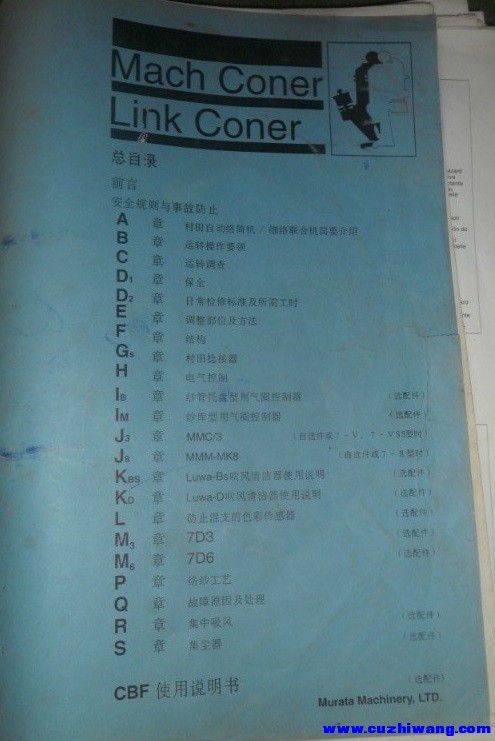 Mach Coner
Link Coner
总目录
前言
安全规则与事故防止
A 章 村田自动络筒机 / 细络联合机简要介绍
B 章 运转操作要领
C 章 运转调查
D1 章 保全
D2 章 日常检修标准及所需工时
E 章 调整部位及方法
F 章 结构
G5 章 村田捻接器
H 章 电气控制
IB 章 纱管托盘型用气圈控制器 (选配件)
IM 章 纱库型用气圈控制器 (选配件)
J3 章 MMC/3
J8 章 MMM-MK8
KBS 章 Luwa-Bs吹风清洁器使用说明 (选配件)
KD 章 Luwa-D吹风清洁器使用说明 (选配件)
L 章 防止混支的色彩传感器 (选配件)
M3 章 7D3 (选配件)
M6 章 7D6 (选配件)
P 章 络纱工艺
Q 章 故障原因及处理
R 章 集中吸风 (选配件)
S 章 集尘器 (选配件)
CBF 使用说明书 (选配件)
Murata Machinery, LTD.
www.cuzhiwang.com